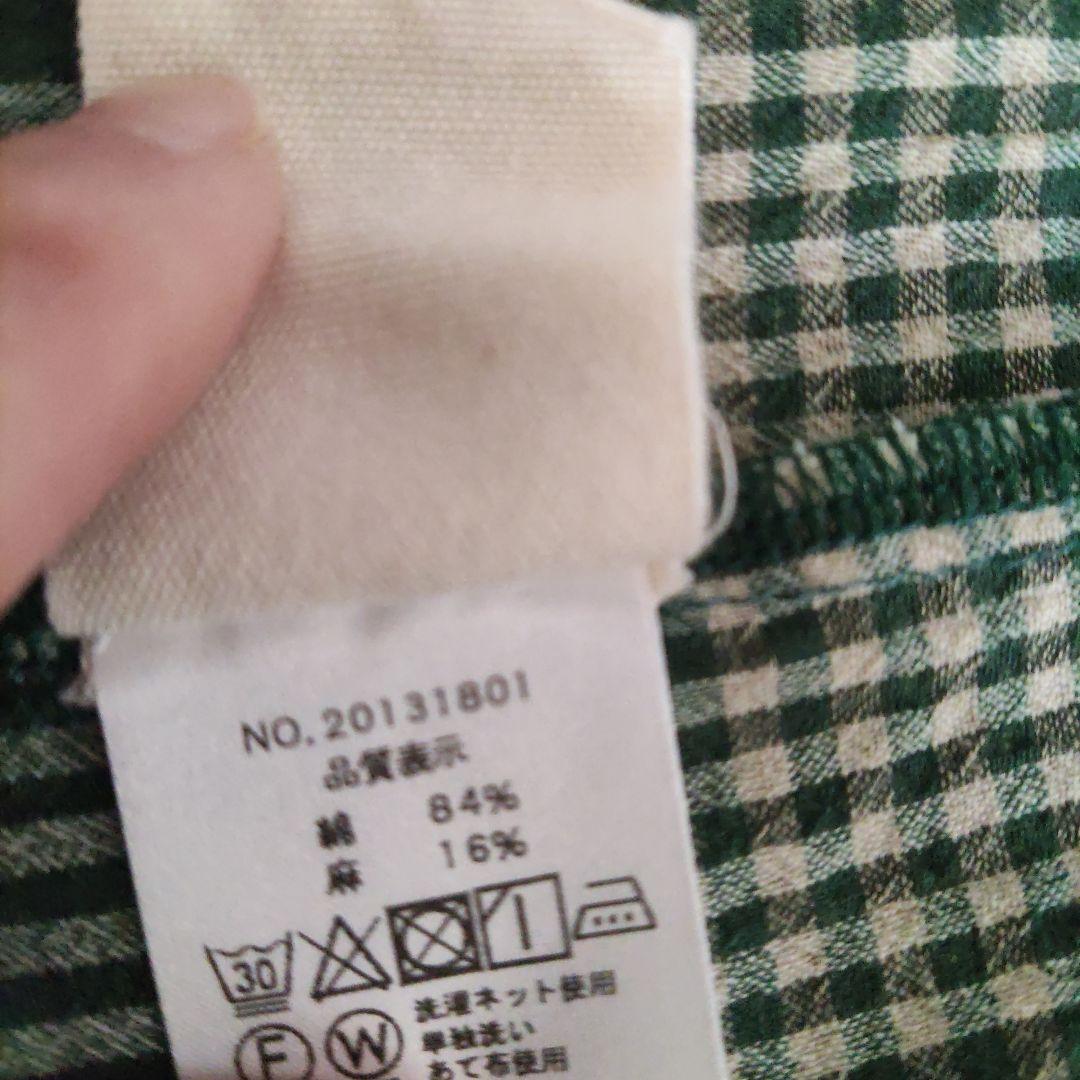 NO.20131801
品質表示
綿 84%
麻 16%
30
F W
洗濯ネット使用
単独洗い
あて布使用